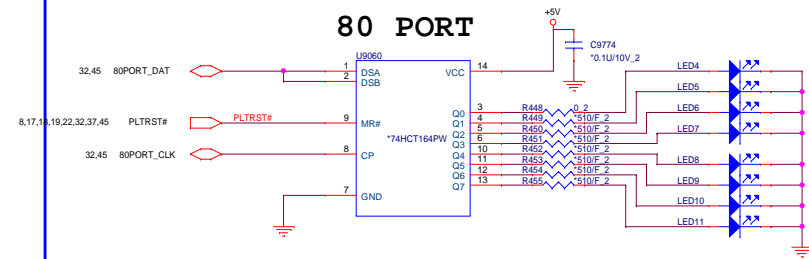 80 PORT
+5V
C9774
*0.1U/10V_2
U9060
32,45 80PORT_DAT
1 DSA VCC 14
2 DSB
LED4
LED5
LED6
LED7
8,17,18,19,22,32,37,45 PLTRST# PLTRST# 9 MR#
*74HCT164PW
Q0 3 R448 0_2
Q1 4 R449 *510/F_2
Q2 5 R450 *510/F_2
Q3 6 R451 *510/F_2
32,45 80PORT_CLK 8 CP
Q4 10 R452 *510/F_2
Q5 11 R453 *510/F_2
Q6 12 R454 *510/F_2
Q7 13 R455 *510/F_2
LED8
LED9
LED10
LED11
7 GND